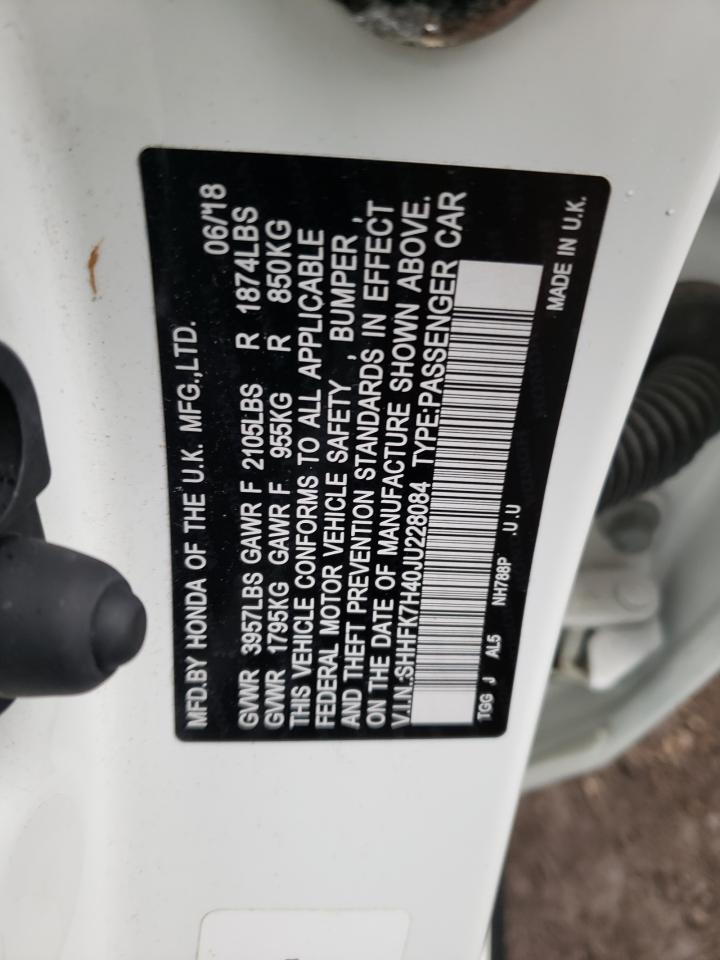 MFD.BY HONDA OF THE U.K. MFG.,LTD. 06/18
GVWR 3957LBS GAWR F 2105LBS R 1874LBS
GVWR 1795KG GAWR F 955KG R 850KG
THIS VEHICLE CONFORMS TO ALL APPLICABLE
FEDERAL MOTOR VEHICLE SAFETY , BUMPER ,
AND THEFT PREVENTION STANDARDS IN EFFECT
ON THE DATE OF MANUFACTURE SHOWN ABOVE.
V.I.N.:SHHFK7H40JU228084 TYPE:PASSENGER CAR
TGG J AL5 NH788P .U.U
MADE IN U.K.